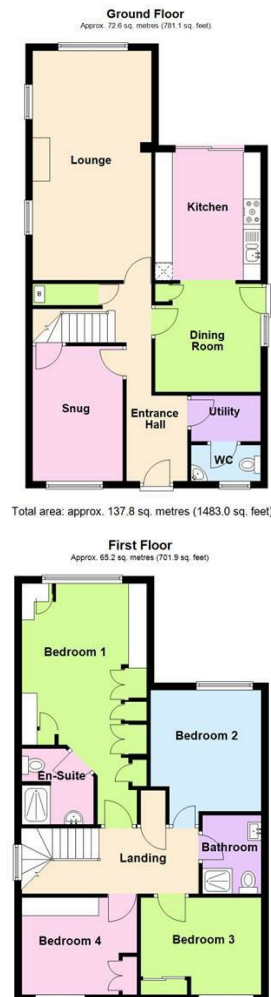 Ground Floor
Approx. 72.6 sq. metres (781.1 sq. feet)
Lounge
Kitchen
Dining
Room
Snug
Entrance
Hall
Utility
WC
Total area: approx. 137.8 sq. metres (1483.0 sq. feet)
First Floor
Approx. 65.2 sq. metres (701.9 sq. feet)
Bedroom 1
Bedroom 2
En-Suite
Landing
Bathroom
Bedroom 4
Bedroom 3